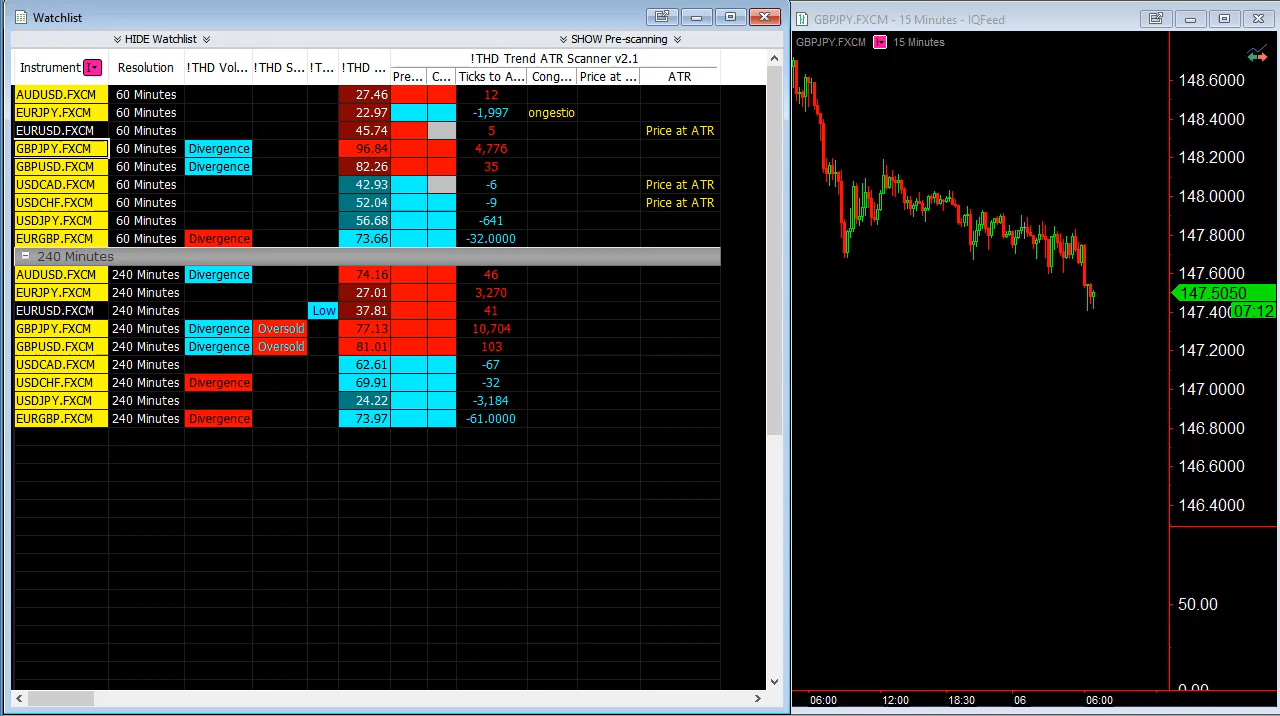 Watchlist
HIDE Watchlist
SHOW Pre-scanning
Instrument Resolution !THD Vol... !THD S... !T... !THD ... !THD Trend ATR Scanner v2.1
Pre... C... Ticks to A... Cong... Price at ... ATR
AUDUSD.FXCM 60 Minutes 27.46 12
EURJPY.FXCM 60 Minutes 22.97 -1,997 ongestio
EURUSD.FXCM 60 Minutes 45.74 5 Price at ATR
GBPJPY.FXCM 60 Minutes Divergence 96.84 4,776
GBPUSD.FXCM 60 Minutes Divergence 82.26 35
USDCAD.FXCM 60 Minutes 42.93 -6 Price at ATR
USDCHF.FXCM 60 Minutes 52.04 -9 Price at ATR
USDJPY.FXCM 60 Minutes 56.68 -641
EURGBP.FXCM 60 Minutes Divergence 73.66 -32.0000
240 Minutes
AUDUSD.FXCM 240 Minutes Divergence 74.16 46
EURJPY.FXCM 240 Minutes 27.01 3,270
EURUSD.FXCM 240 Minutes Low 37.81 41
GBPJPY.FXCM 240 Minutes Divergence Oversold 77.13 10,704
GBPUSD.FXCM 240 Minutes Divergence Oversold 81.01 103
USDCAD.FXCM 240 Minutes 62.61 -67
USDCHF.FXCM 240 Minutes Divergence 69.91 -32
USDJPY.FXCM 240 Minutes 24.22 -3,184
EURGBP.FXCM 240 Minutes Divergence 73.97 -61.0000
GBPJPY.FXCM - 15 Minutes - IQFeed
GBPJPY.FXCM 15 Minutes
148.6000
148.4000
148.2000
148.0000
147.8000
147.6000
147.5050
147.400 07:12
147.2000
147.0000
146.8000
146.6000
146.4000
50.00
0.00
06:00 12:00 18:30 06 06:00